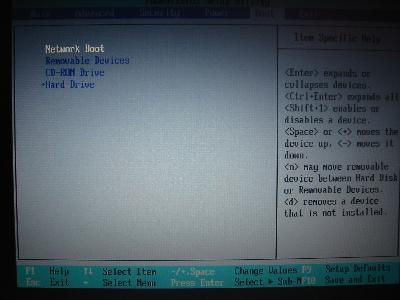 Main Advanced Security Power Boot Exit
Item Specific Help
Network Boot
Removable Devices
CD-ROM Drive
+Hard Drive
<Enter> expands or
collapses devices.
<Ctrl+Enter> expands all
<Shift+1> enables or
disables a device.
<Space> or <+> moves the
device up, <-> moves it
down.
<n> may move removable
device between Hard Disk
or Removable Devices.
<d> removes a device
that is not installed.
F1 Help ↑↓ Select Item -/+,Space Change Values F9 Setup Defaults
Esc Exit Select Menu Press Enter Select ▶ Sub-M F10 Save and Exit